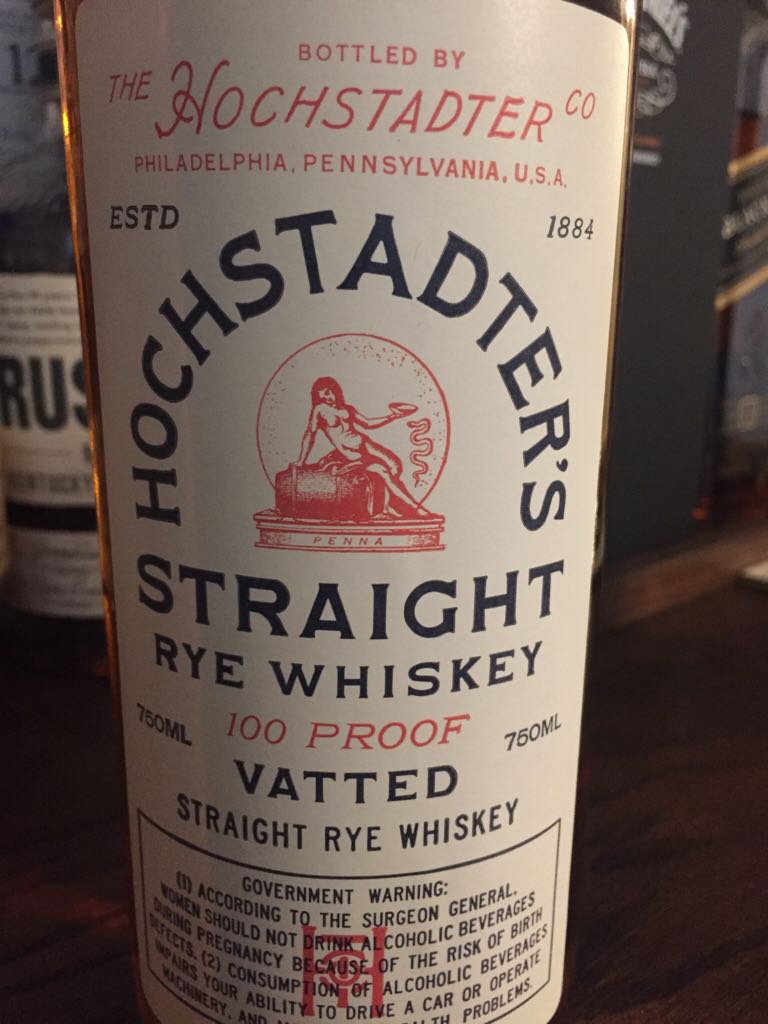 BOTTLED BY
THE HOCHSTADTER CO
PHILADELPHIA, PENNSYLVANIA, U.S.A.
ESTD 1884
HOCHSTADTER'S
PENNA
STRAIGHT
RYE WHISKEY
750ML 100 PROOF 750ML
VATTED
STRAIGHT RYE WHISKEY
GOVERNMENT WARNING:
(1) ACCORDING TO THE SURGEON GENERAL,
WOMEN SHOULD NOT DRINK ALCOHOLIC BEVERAGES
DURING PREGNANCY BECAUSE OF THE RISK OF BIRTH
DEFECTS. (2) CONSUMPTION OF ALCOHOLIC BEVERAGES
IMPAIRS YOUR ABILITY TO DRIVE A CAR OR OPERATE
MACHINERY, AND HEALTH PROBLEMS.
RUS